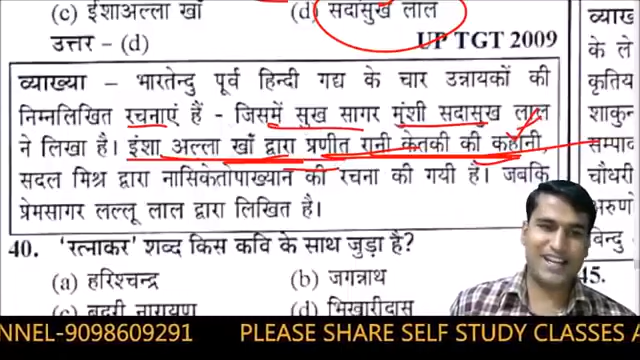 (c) इंशाअल्ला खाँ (d) सदासुख लाल
उत्तर – (d) UP TGT 2009
व्याख्या – भारतेन्दु पूर्व हिन्दी गद्य के चार उन्नायकों की
निम्नलिखित रचनाएं हैं - जिसमें सुख सागर मुंशी सदासुख लाल
ने लिखा है। इंशा अल्ला खाँ द्वारा प्रणीत रानी केतकी की कहानी,
सदल मिश्र द्वारा नासिकेतोपाख्यान की रचना की गयी है। जबकि
प्रेमसागर लल्लू लाल द्वारा लिखित है।
40. 'रत्नाकर' शब्द किस कवि के साथ जुड़ा है?
(a) हरिश्चन्द्र (b) जगन्नाथ
(c) बदरी नारायण (d) भिखारीदास
व्याख
के ले
कृतिय
शाकुन
सम्पाद
चौधरी
अरुणो
बिन्दु
45.
NNEL-9098609291 PLEASE SHARE SELF STUDY CLASSES A